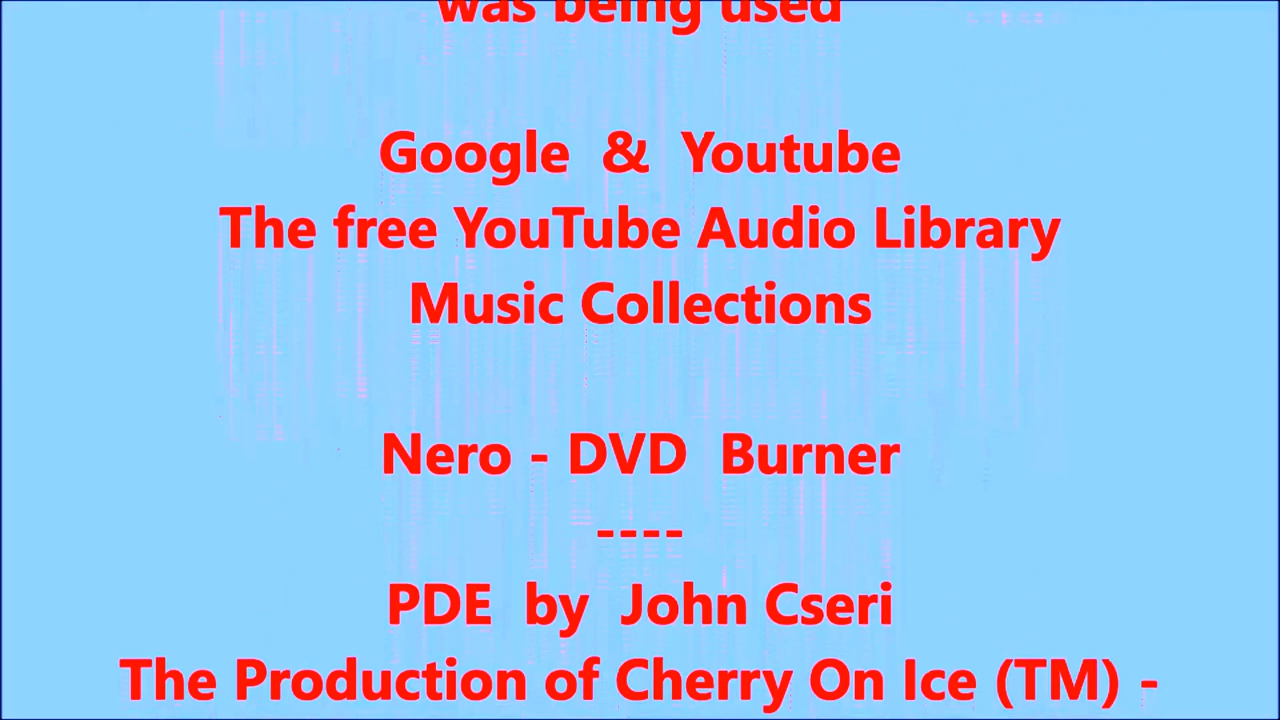 was being used
Google & Youtube
The free YouTube Audio Library
Music Collections
Nero - DVD Burner
----
PDE by John Cseri
The Production of Cherry On Ice (TM) -